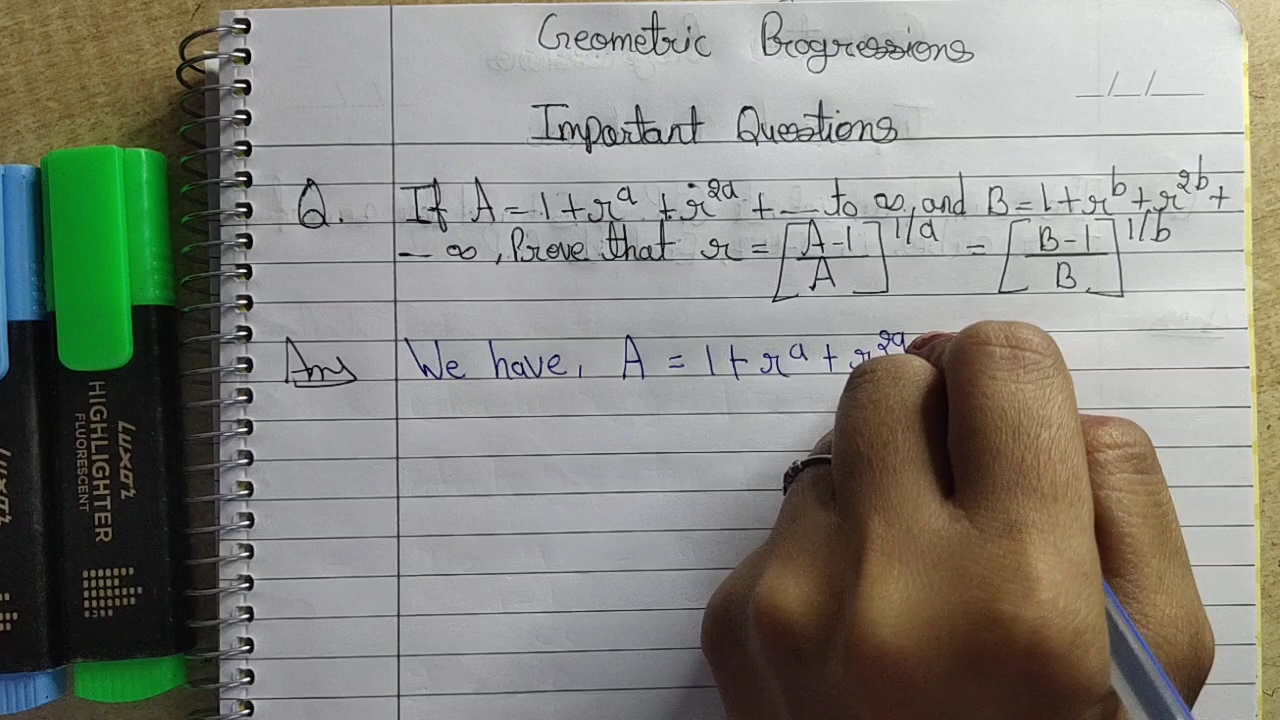 Geometric Progressions
_/_/_
Important Questions
Q. If A = 1 + r^a + r^2a + _ to ∞, and B = 1 + r^b + r^2b +
_ ∞, Prove that r = [A-1/A]^1/a = [B-1/B]^1/b
Ans We have, A = 1 + r^a + r^2a
LUXOR
HIGHLIGHTER
FLUORESCENT
LUXOR